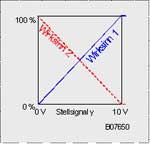 100 %
Wirksinn 2
Wirksinn 1
0 %
0 V
Stellsignal y
10 V
B07650